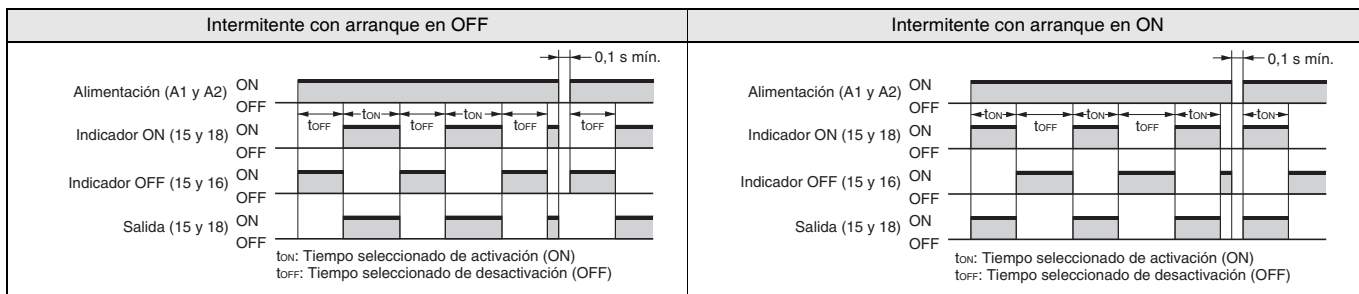 Intermitente con arranque en OFF
0,1 s mín.
Alimentación (A1 y A2) ON
OFF
tOFF tON tOFF tON tOFF tOFF
Indicador ON (15 y 18) ON
OFF
Indicador OFF (15 y 16) ON
OFF
Salida (15 y 18) ON
OFF
tON: Tiempo seleccionado de activación (ON)
tOFF: Tiempo seleccionado de desactivación (OFF)
Intermitente con arranque en ON
0,1 s mín.
Alimentación (A1 y A2) ON
OFF
tON tOFF tON tOFF tON tON
Indicador ON (15 y 18) ON
OFF
Indicador OFF (15 y 16) ON
OFF
Salida (15 y 18) ON
OFF
tON: Tiempo seleccionado de activación (ON)
tOFF: Tiempo seleccionado de desactivación (OFF)